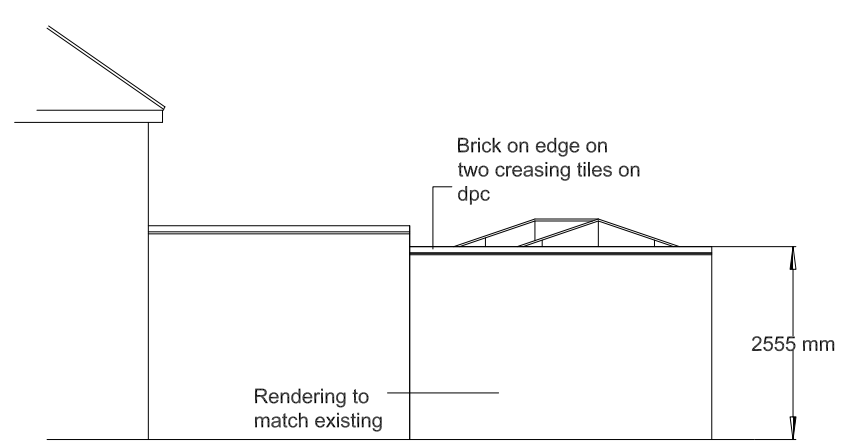 Brick on edge on
two creasing tiles on
dpc
2555 mm
Rendering to
match existing